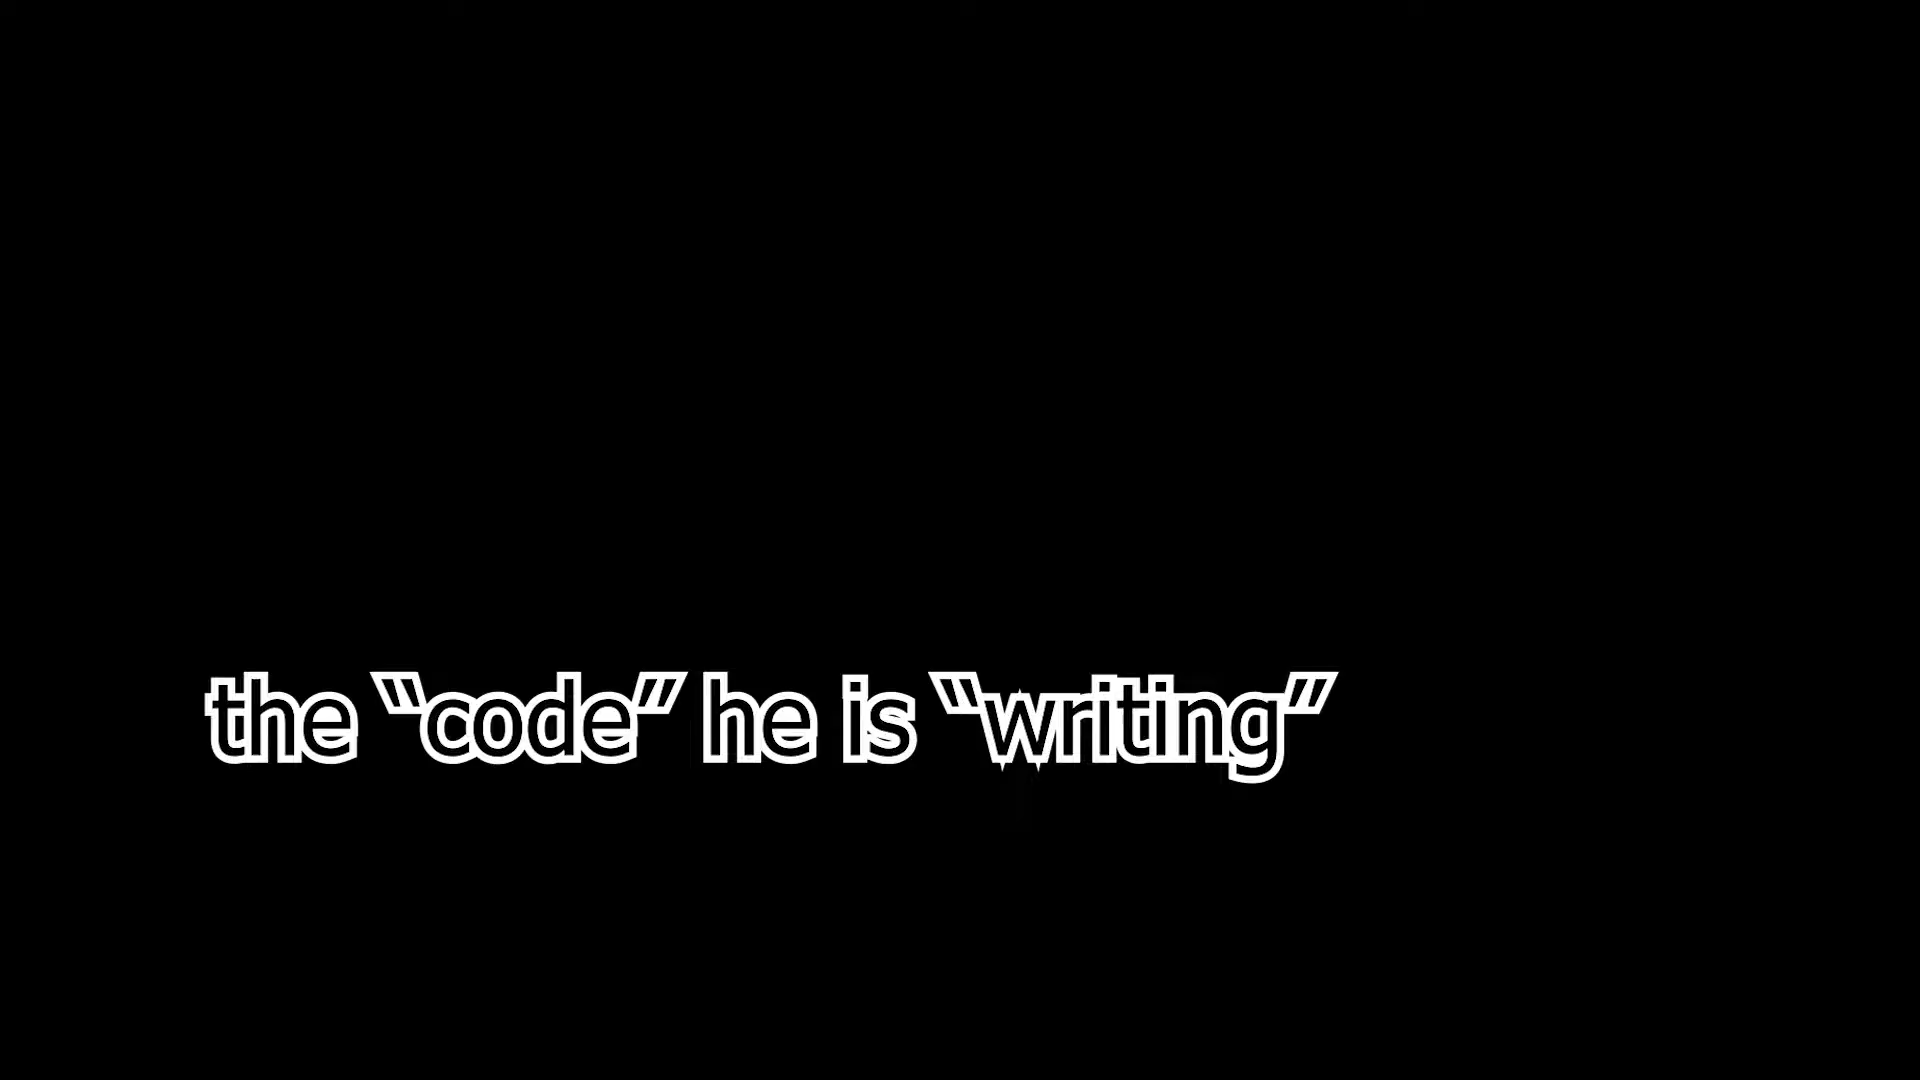 the “code” he is “writing”